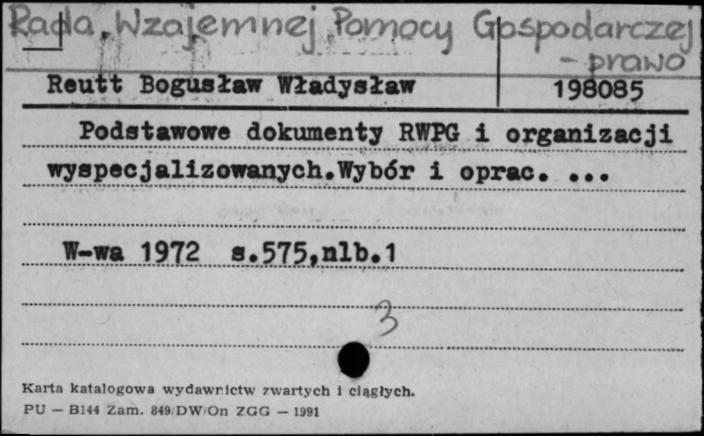 Rada Wzajemnej Pomocy Gospodarczej
- prawo
Reutt Bogusław Władysław 198085
Podstawowe dokumenty RWPG i organizacji
wyspecjalizowanych.Wybór i oprac. ...
W-wa 1972 s.575,nlb.1
3
Karta katalogowa wydawnictw zwartych i ciągłych.
PU — B144 Zam. 849/DW/On ZGG — 1991